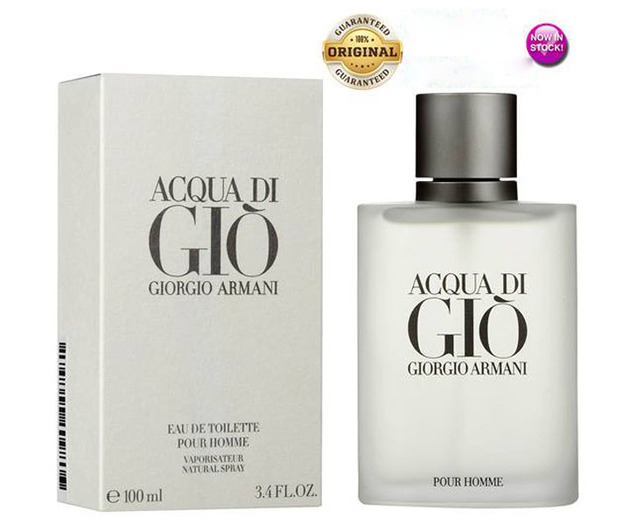 GUARANTEED
100%
ORIGINAL
GUARANTEED
NOW IN
STOCK!
ACQUA DI
GIÒ
GIORGIO ARMANI
EAU DE TOILETTE
POUR HOMME
VAPORISATEUR
NATURAL SPRAY
℮ 100 ml 3.4 FL.OZ.
ACQUA DI
GIÒ
GIORGIO ARMANI
POUR HOMME